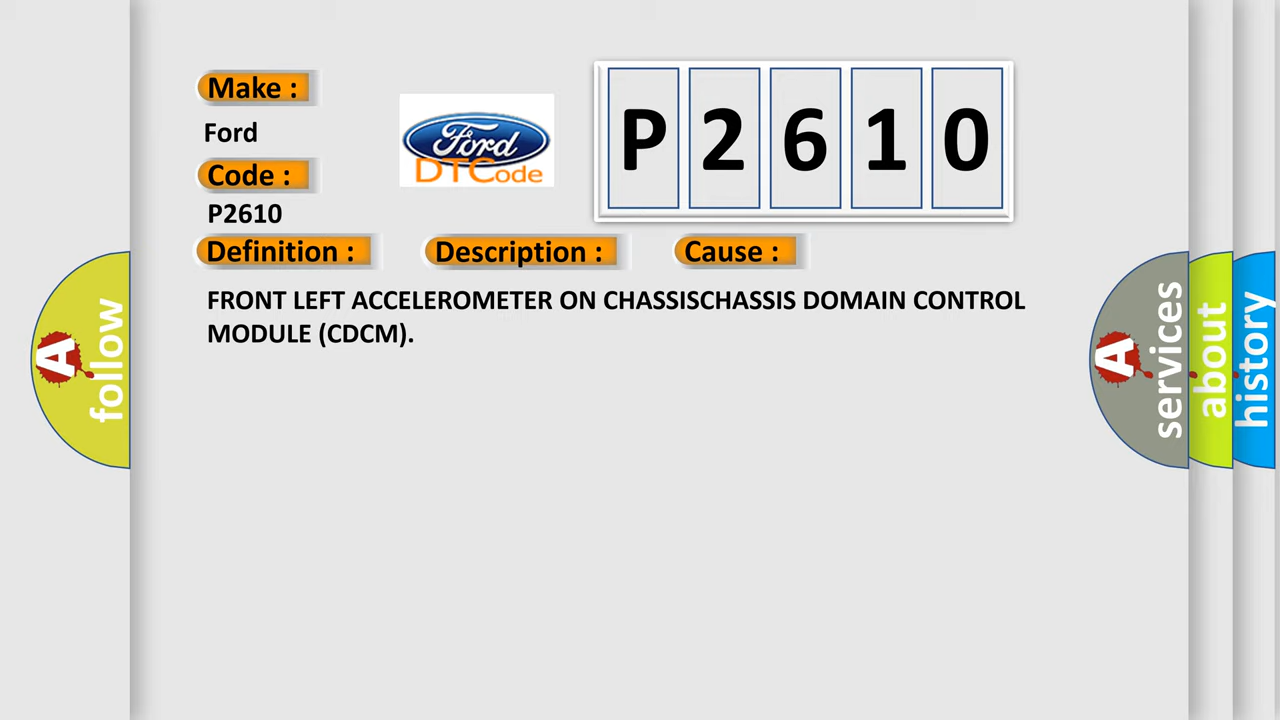 Make :
Ford
Code :
P2610
Ford
DTCode
P 2 6 1 0
Definition :
Description :
Cause :
FRONT LEFT ACCELEROMETER ON CHASSISCHASSIS DOMAIN CONTROL
MODULE (CDCM).
A
follow
A
services
about
history